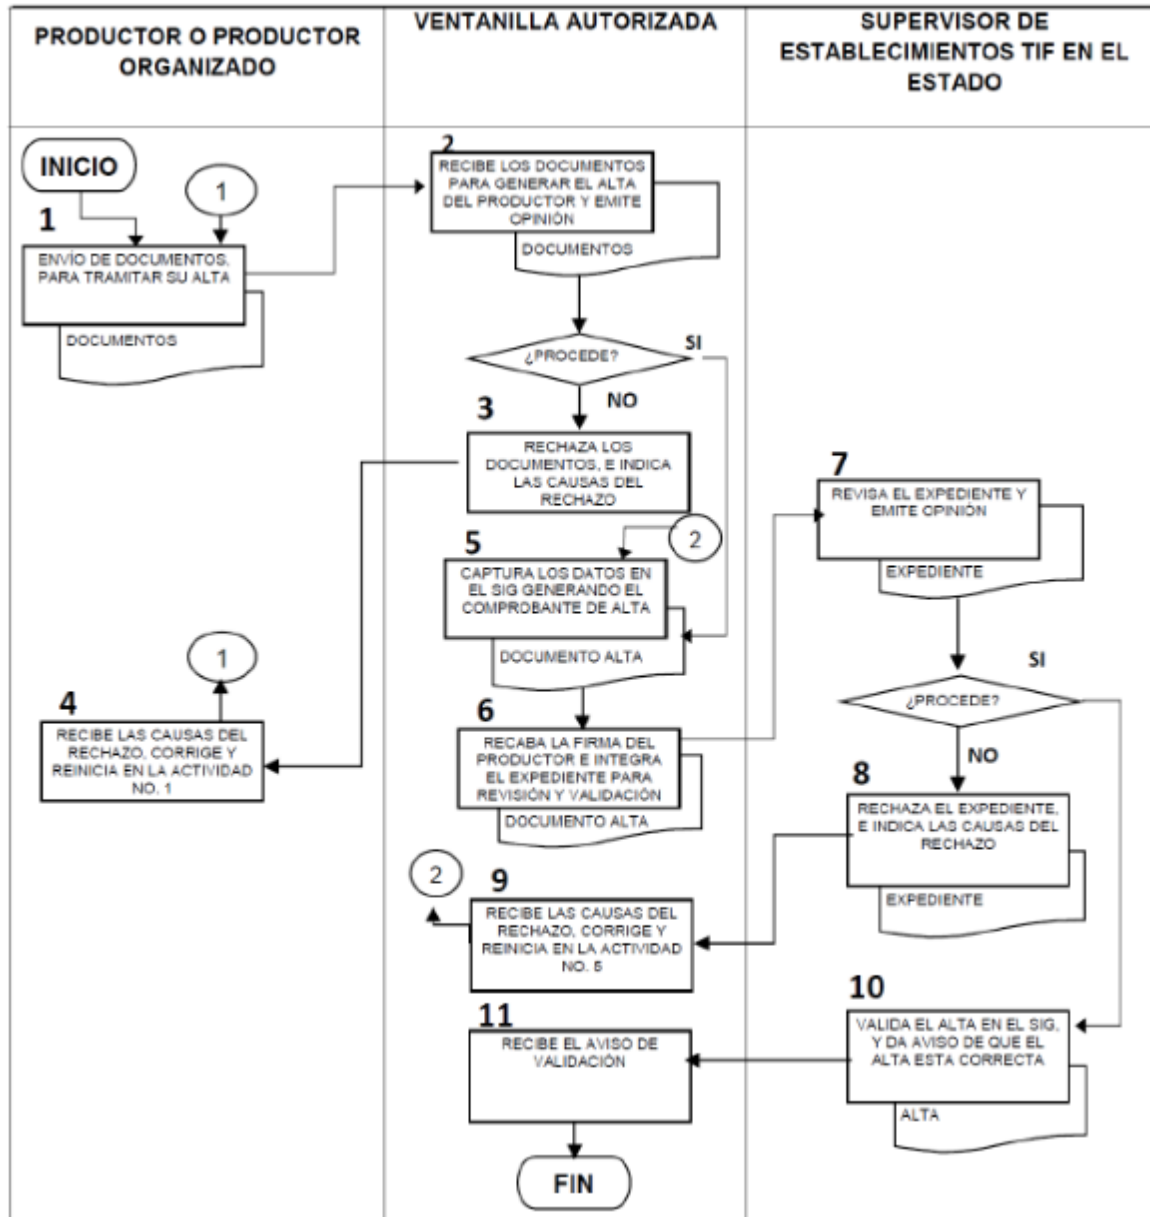 PRODUCTOR O PRODUCTOR
ORGANIZADO
VENTANILLA AUTORIZADA
SUPERVISOR DE
ESTABLECIMIENTOS TIF EN EL
ESTADO
INICIO
1
1
ENVÍO DE DOCUMENTOS,
PARA TRAMITAR SU ALTA
DOCUMENTOS
2
RECIBE LOS DOCUMENTOS
PARA GENERAR EL ALTA
DEL PRODUCTOR Y EMITE
OPINIÓN
DOCUMENTOS
¿PROCEDE?
SI
NO
3
RECHAZA LOS
DOCUMENTOS, E INDICA
LAS CAUSAS DEL
RECHAZO
1
4
RECIBE LAS CAUSAS DEL
RECHAZO, CORRIGE Y
REINICIA EN LA ACTIVIDAD
NO. 1
2
5
CAPTURA LOS DATOS EN
EL SIG GENERANDO EL
COMPROBANTE DE ALTA
DOCUMENTO ALTA
6
RECABA LA FIRMA DEL
PRODUCTOR E INTEGRA
EL EXPEDIENTE PARA
REVISIÓN Y VALIDACIÓN
DOCUMENTO ALTA
7
REVISA EL EXPEDIENTE Y
EMITE OPINIÓN
EXPEDIENTE
SI
¿PROCEDE?
NO
8
RECHAZA EL EXPEDIENTE,
E INDICA LAS CAUSAS DEL
RECHAZO
EXPEDIENTE
2
9
RECIBE LAS CAUSAS DEL
RECHAZO, CORRIGE Y
REINICIA EN LA ACTIVIDAD
NO. 5
10
VALIDA EL ALTA EN EL SIG,
Y DA AVISO DE QUE EL
ALTA ESTA CORRECTA
ALTA
11
RECIBE EL AVISO DE
VALIDACIÓN
FIN